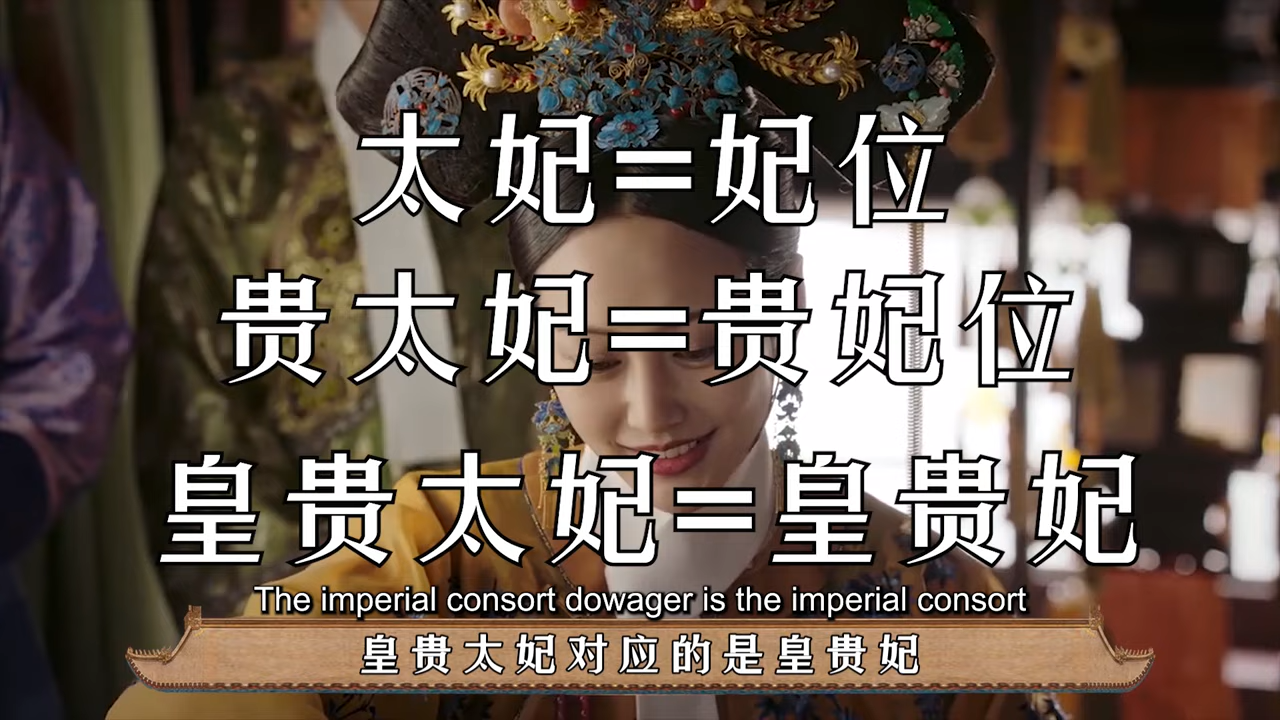 太妃=妃位
贵太妃=贵妃位
皇贵太妃=皇贵妃
The imperial consort dowager is the imperial consort
皇贵太妃对应的是皇贵妃